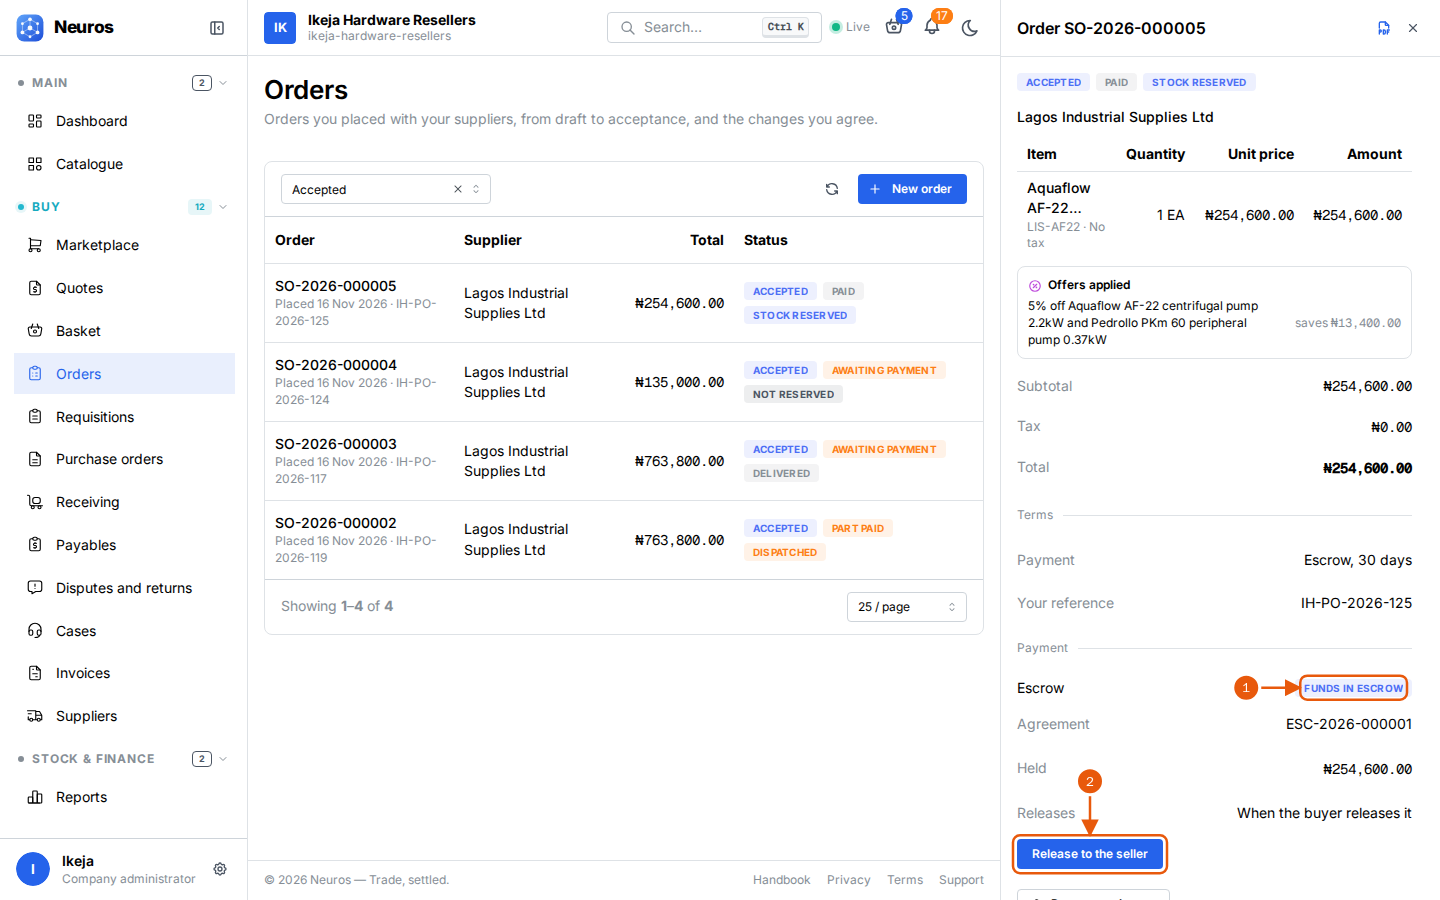 Neuros
MAIN
2
Dashboard
Catalogue
BUY
12
Marketplace
Quotes
Basket
Orders
Requisitions
Purchase orders
Receiving
Payables
Disputes and returns
Cases
Invoices
Suppliers
STOCK & FINANCE
2
Reports
I
Ikeja
Company administrator
IK
Ikeja Hardware Resellers
ikeja-hardware-resellers
Search...
Ctrl K
Live
5
17
Orders
Orders you placed with your suppliers, from draft to acceptance, and the changes you agree.
Accepted
New order
Order Supplier Total Status
SO-2026-000005
Placed 16 Nov 2026 · IH-PO-
2026-125
Lagos Industrial
Supplies Ltd
₦254,600.00
ACCEPTED PAID
STOCK RESERVED
SO-2026-000004
Placed 16 Nov 2026 · IH-PO-
2026-124
Lagos Industrial
Supplies Ltd
₦135,000.00
ACCEPTED AWAITING PAYMENT
NOT RESERVED
SO-2026-000003
Placed 16 Nov 2026 · IH-PO-
2026-117
Lagos Industrial
Supplies Ltd
₦763,800.00
ACCEPTED AWAITING PAYMENT
DELIVERED
SO-2026-000002
Placed 16 Nov 2026 · IH-PO-
2026-119
Lagos Industrial
Supplies Ltd
₦763,800.00
ACCEPTED PART PAID
DISPATCHED
Showing 1–4 of 4
25 / page
© 2026 Neuros — Trade, settled.
Handbook Privacy Terms Support
Order SO-2026-000005
PDF
ACCEPTED PAID STOCK RESERVED
Lagos Industrial Supplies Ltd
Item Quantity Unit price Amount
Aquaflow
AF-22...
LIS-AF22 · No
tax
1 EA ₦254,600.00 ₦254,600.00
Offers applied
5% off Aquaflow AF-22 centrifugal pump
2.2kW and Pedrollo PKm 60 peripheral
pump 0.37kW
saves ₦13,400.00
Subtotal ₦254,600.00
Tax ₦0.00
Total ₦254,600.00
Terms
Payment Escrow, 30 days
Your reference IH-PO-2026-125
Payment
Escrow 1 FUNDS IN ESCROW
Agreement ESC-2026-000001
Held ₦254,600.00
2
Releases When the buyer releases it
Release to the seller